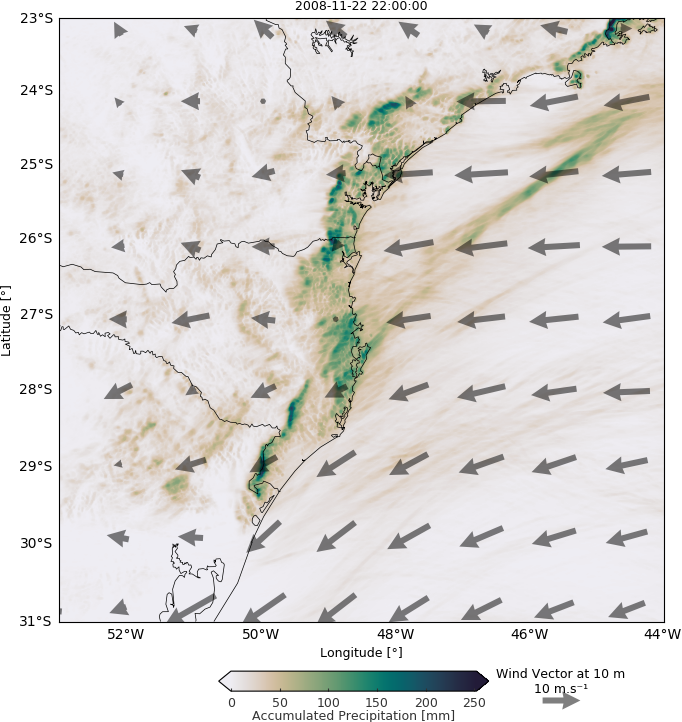 2008-11-22 22:00:00
23°S
24°S
25°S
26°S
27°S
28°S
29°S
30°S
31°S
Latitude [°]
52°W 50°W 48°W 46°W 44°W
Longitude [°]
0 50 100 150 200 250
Accumulated Precipitation [mm]
Wind Vector at 10 m
10 m.s⁻¹